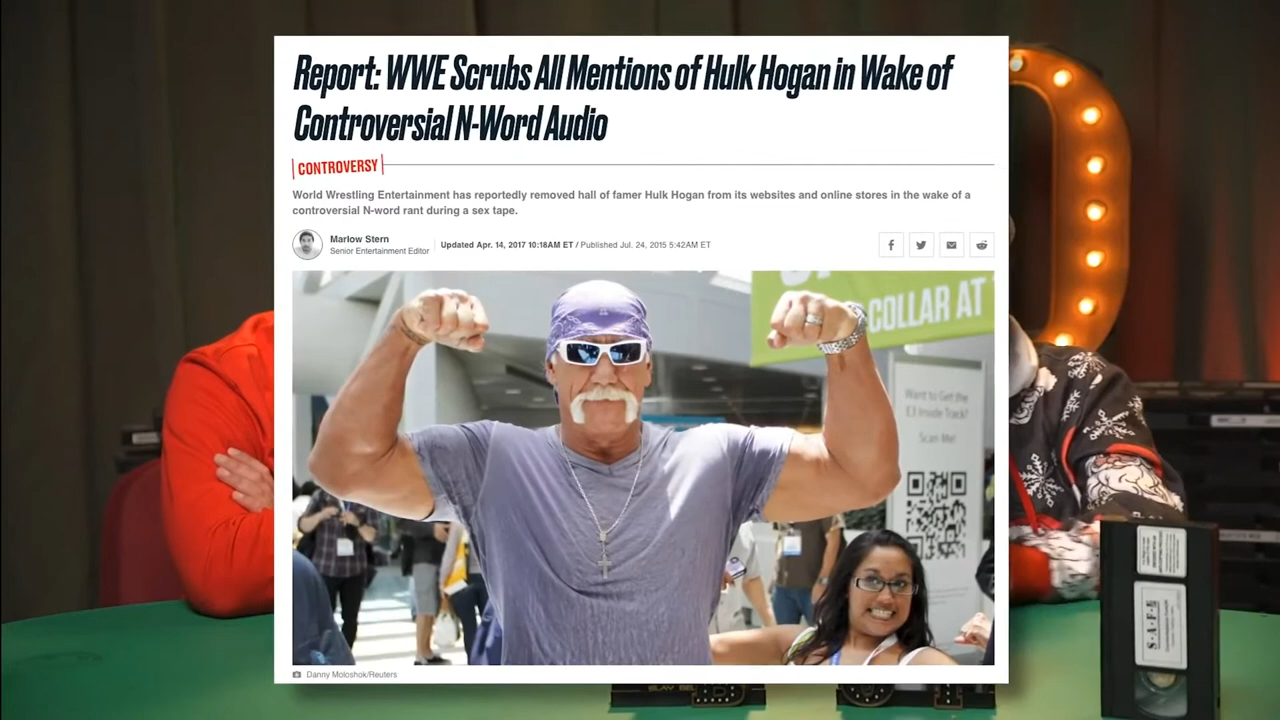 Report: WWE Scrubs All Mentions of Hulk Hogan in Wake of
Controversial N-Word Audio
CONTROVERSY
World Wrestling Entertainment has reportedly removed hall of famer Hulk Hogan from its websites and online stores in the wake of a
controversial N-word rant during a sex tape.
Marlow Stern
Senior Entertainment Editor
Updated Apr. 14, 2017 10:18AM ET / Published Jul. 24, 2015 5:42AM ET
COLLAR AT
Want to Get the
E3 Inside Track?
Scan Me!
Danny Moloshok/Reuters
S.A.F.E